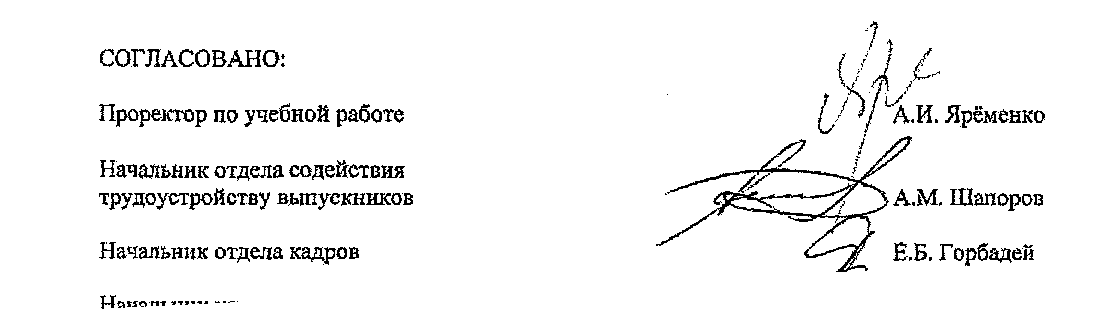 СОГЛАСОВАНО:
Проректор по учебной работе А.И. Ярёменко
Начальник отдела содействия
трудоустройству выпускников А.М. Шапоров
Начальник отдела кадров Е.Б. Горбадей